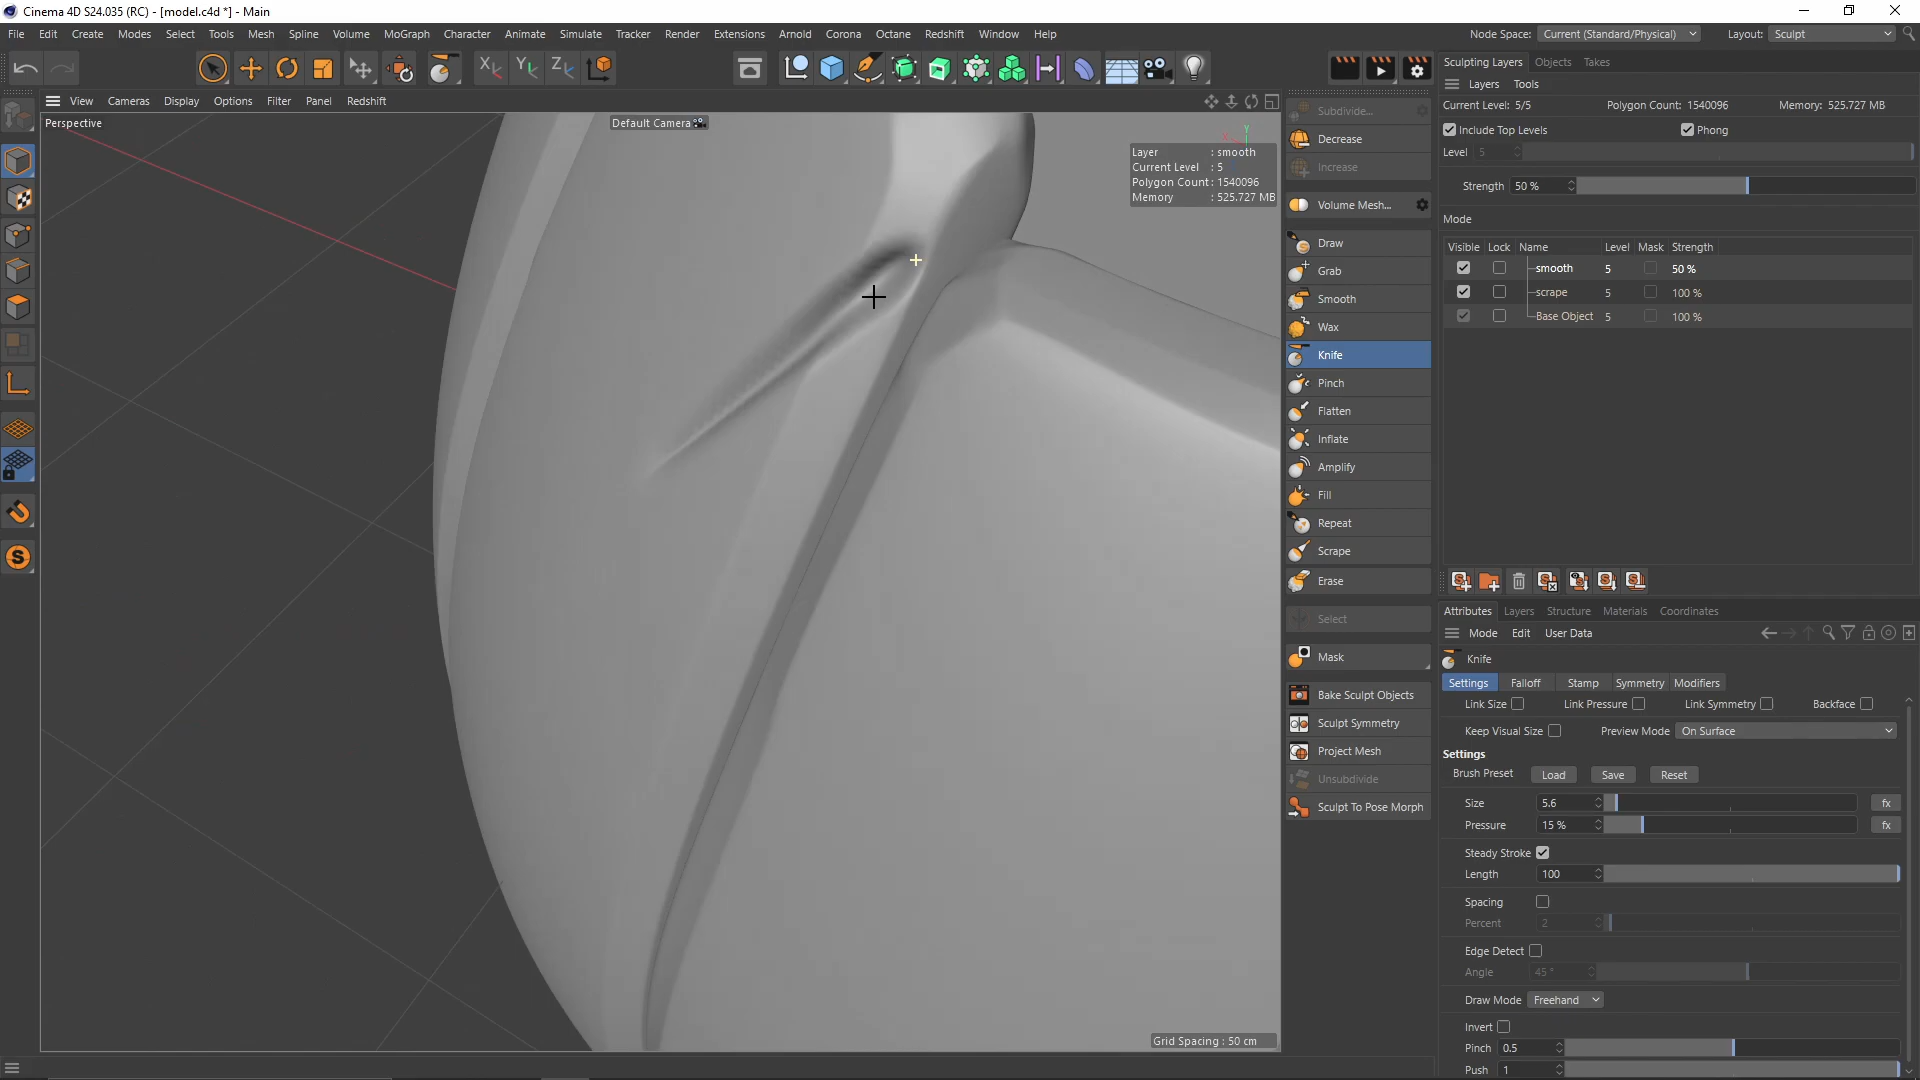 Cinema 4D S24.035 (RC) - [model.c4d *] - Main
File Edit Create Modes Select Tools Mesh Spline Volume MoGraph Character Animate Simulate Tracker Render Extensions Arnold Corona Octane Redshift Window Help
Node Space: Current (Standard/Physical) Layout: Sculpt
View Cameras Display Options Filter Panel Redshift
Perspective
Default Camera
Layer : smooth
Current Level : 5
Polygon Count: 1540096
Memory : 525.727 MB
Grid Spacing : 50 cm
Subdivide...
Decrease
Increase
Volume Mesh...
Draw
Grab
Smooth
Wax
Knife
Pinch
Flatten
Inflate
Amplify
Fill
Repeat
Scrape
Erase
Select
Mask
Bake Sculpt Objects
Sculpt Symmetry
Project Mesh
Unsubdivide
Sculpt To Pose Morph
Sculpting Layers Objects Takes
Layers Tools
Current Level: 5/5 Polygon Count: 1540096 Memory: 525.727 MB
Include Top Levels Phong
Level 5
Strength 50 %
Mode
Visible Lock Name Level Mask Strength
smooth 5 50 %
scrape 5 100 %
Base Object 5 100 %
Attributes Layers Structure Materials Coordinates
Mode Edit User Data
Knife
Settings Falloff Stamp Symmetry Modifiers
Link Size Link Pressure Link Symmetry Backface
Keep Visual Size Preview Mode On Surface
Settings
Brush Preset Load Save Reset
Size 5.6 fx
Pressure 15 % fx
Steady Stroke
Length 100
Spacing
Percent 2
Edge Detect
Angle 45 °
Draw Mode Freehand
Invert
Pinch 0.5
Push 1